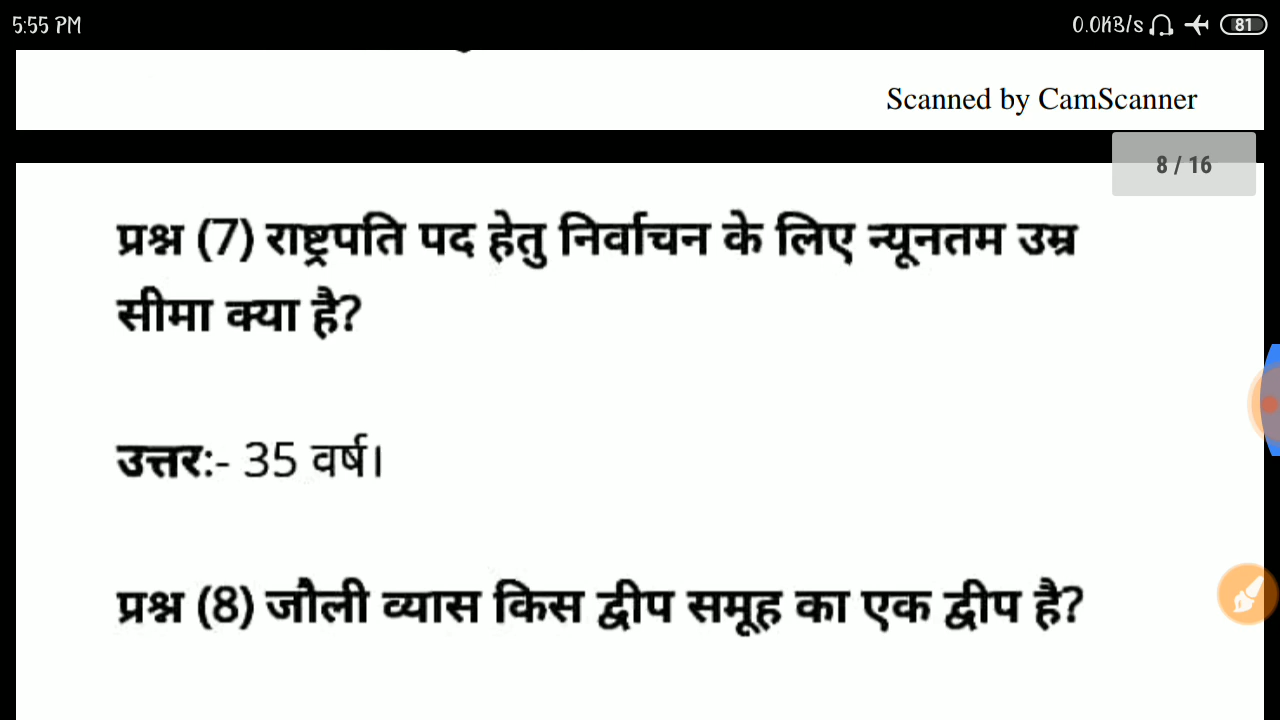 5:55 PM 0.0KB/s 81
Scanned by CamScanner
8 / 16
प्रश्न (7) राष्ट्रपति पद हेतु निर्वाचन के लिए न्यूनतम उम्र
सीमा क्या है?
उत्तर:- 35 वर्ष।
प्रश्न (8) जौली व्यास किस द्वीप समूह का एक द्वीप है?